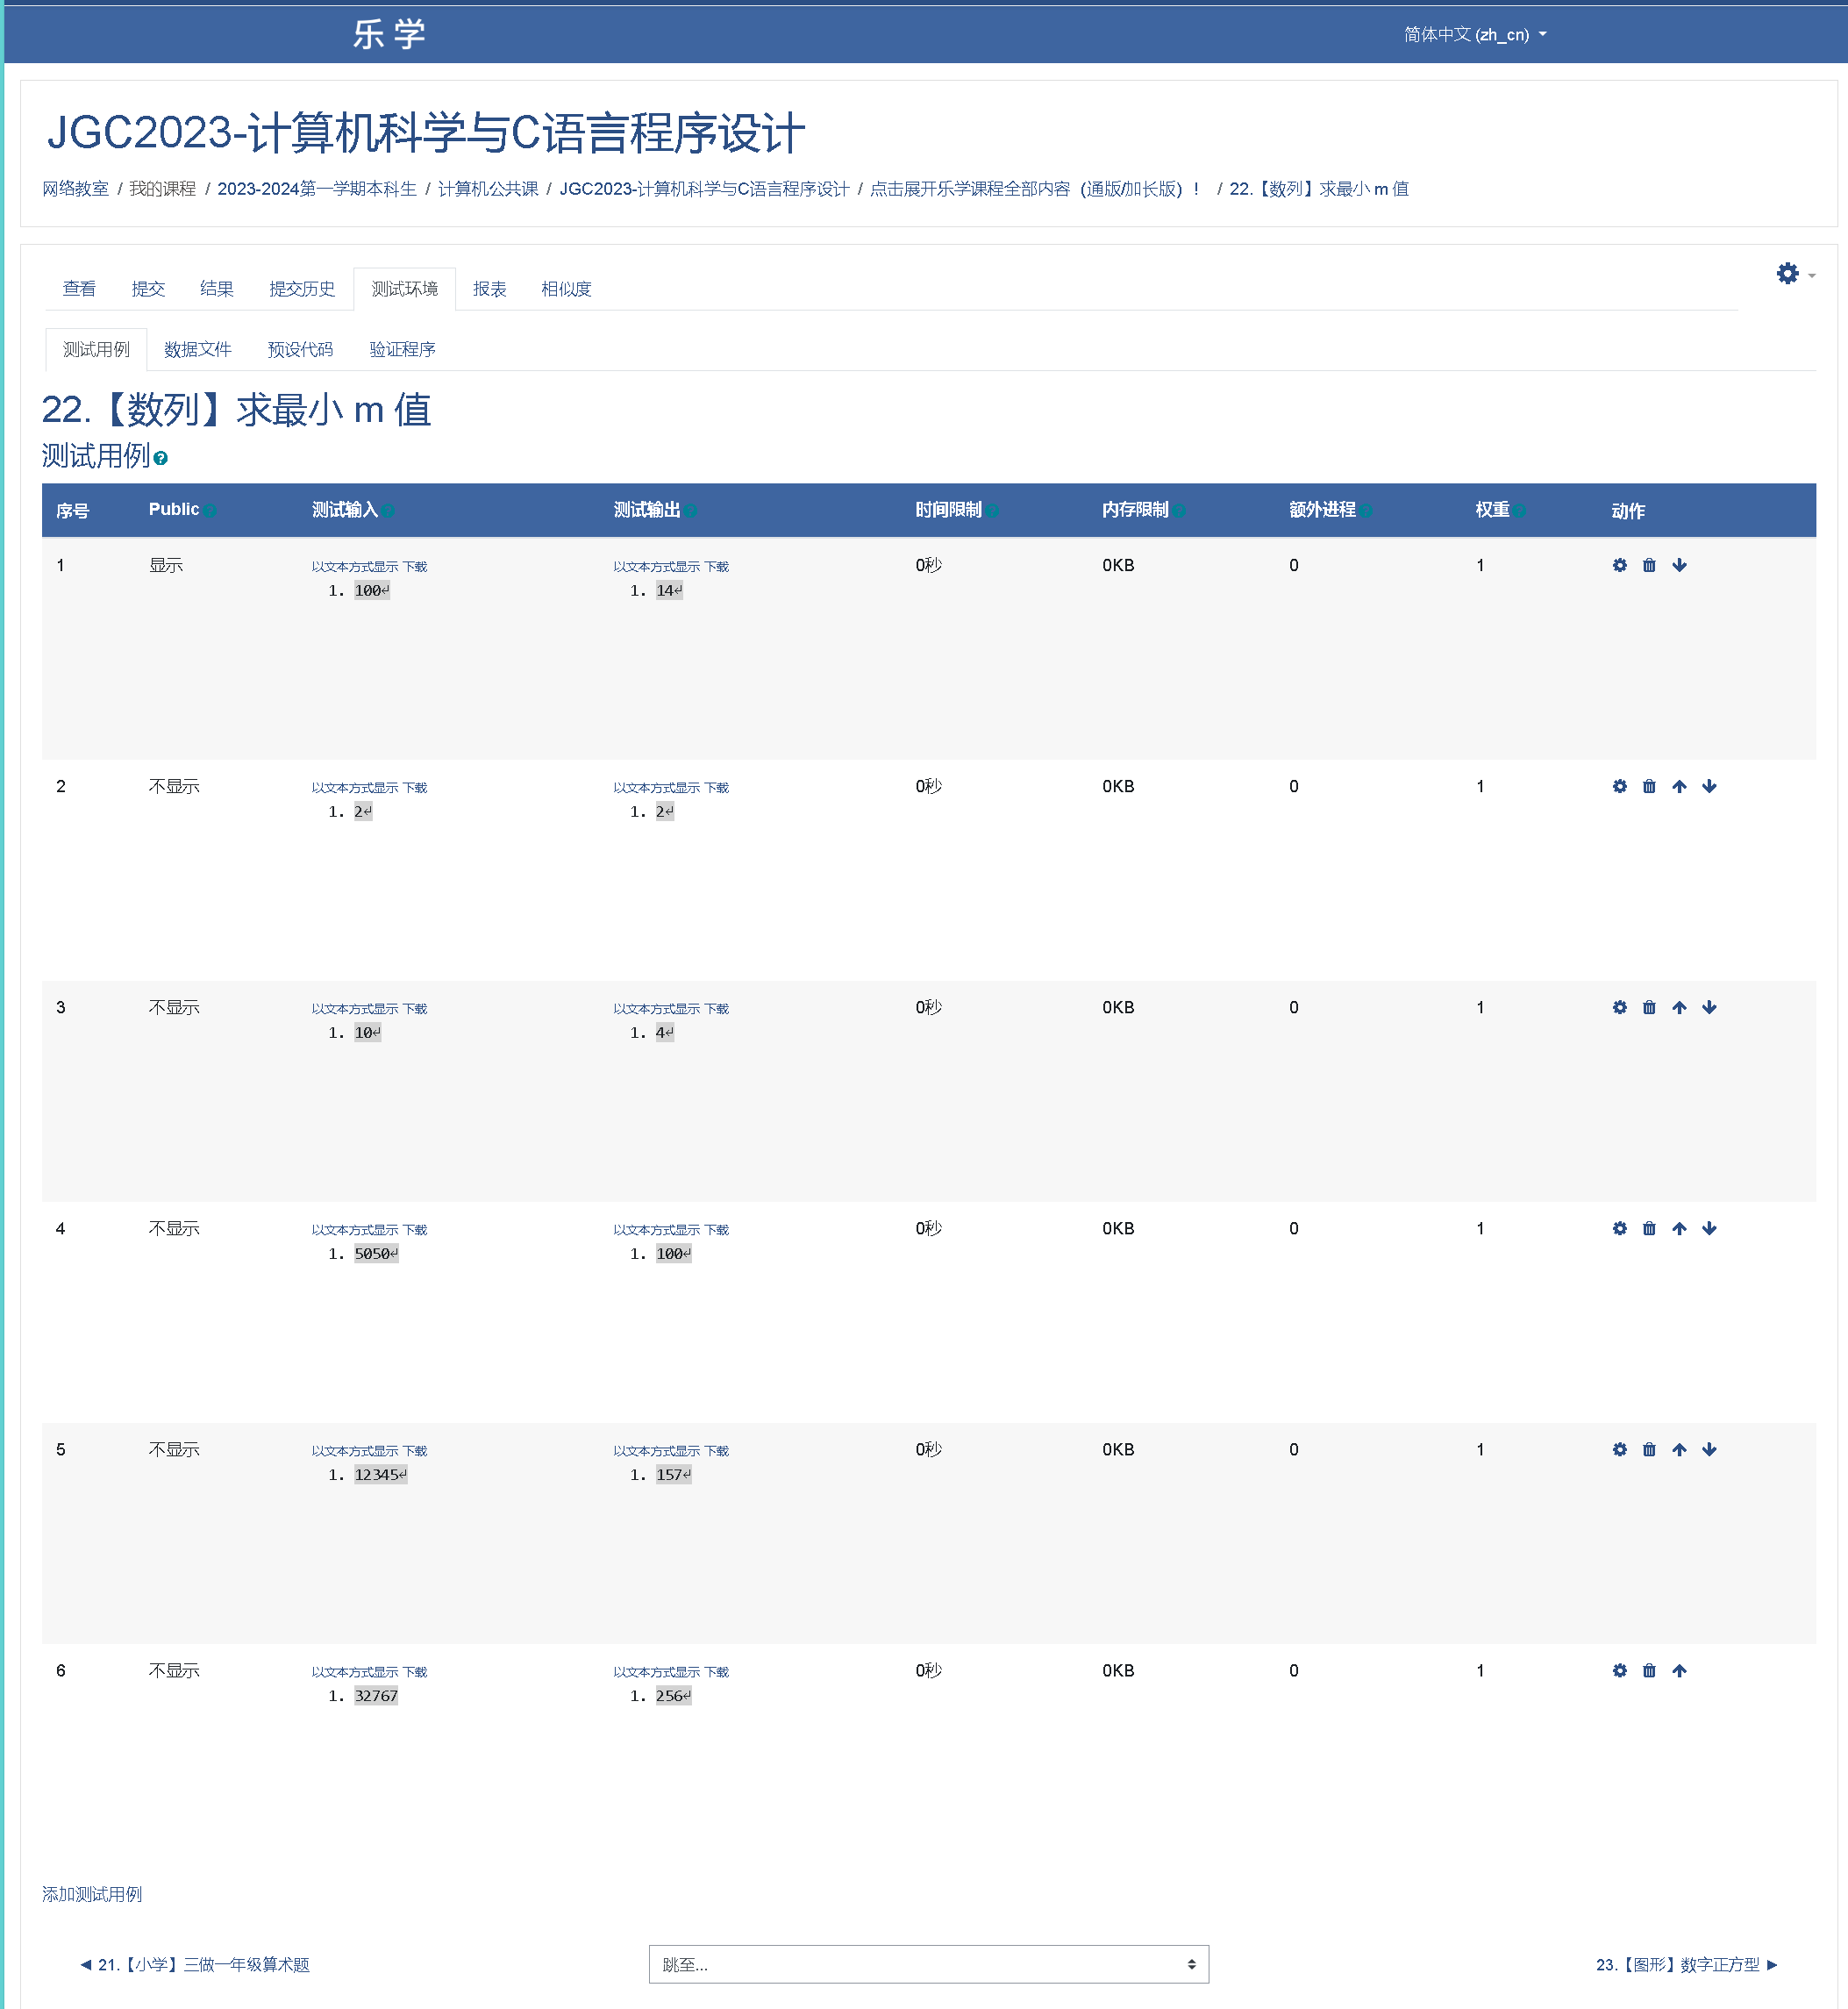 乐 学
简体中文 (zh_cn)
JGC2023-计算机科学与C语言程序设计
网络教室 / 我的课程 / 2023-2024第一学期本科生 / 计算机公共课 / JGC2023-计算机科学与C语言程序设计 / 点击展开乐学课程全部内容（通版/加长版）！ / 22.【数列】求最小 m 值
查看 提交 结果 提交历史 测试环境 报表 相似度
测试用例 数据文件 预设代码 验证程序
22.【数列】求最小 m 值
测试用例
序号 Public 测试输入 测试输出 时间限制 内存限制 额外进程 权重 动作
1 显示 以文本方式显示 下载 以文本方式显示 下载 0秒 0KB 0 1
1. 100↵ 1. 14↵
2 不显示 以文本方式显示 下载 以文本方式显示 下载 0秒 0KB 0 1
1. 2↵ 1. 2↵
3 不显示 以文本方式显示 下载 以文本方式显示 下载 0秒 0KB 0 1
1. 10↵ 1. 4↵
4 不显示 以文本方式显示 下载 以文本方式显示 下载 0秒 0KB 0 1
1. 5050↵ 1. 100↵
5 不显示 以文本方式显示 下载 以文本方式显示 下载 0秒 0KB 0 1
1. 12345↵ 1. 157↵
6 不显示 以文本方式显示 下载 以文本方式显示 下载 0秒 0KB 0 1
1. 32767 1. 256↵
添加测试用例
◄ 21.【小学】三做一年级算术题 跳至... 23.【图形】数字正方型 ►